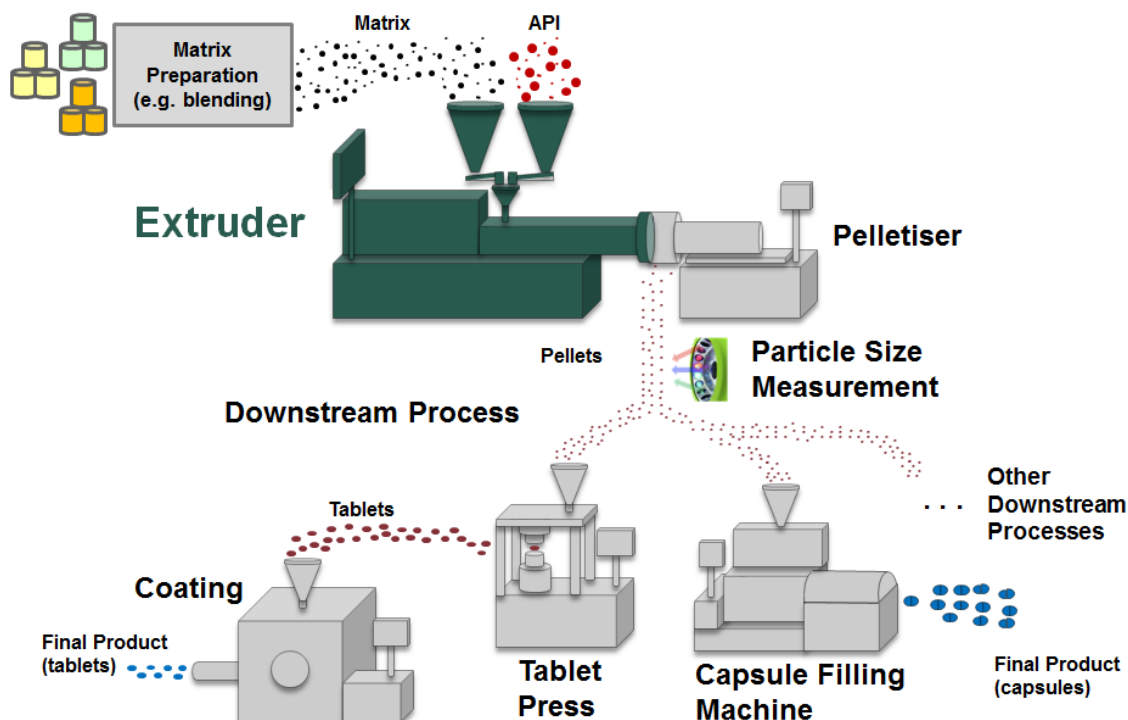 Matrix
API
Matrix
Preparation
(e.g. blending)
Extruder
Pelletiser
Pellets
Particle Size
Measurement
Downstream Process
Other
. . . Downstream
Processes
Tablets
Coating
Final Product
(tablets)
Tablet
Press
Capsule Filling
Machine
Final Product
(capsules)